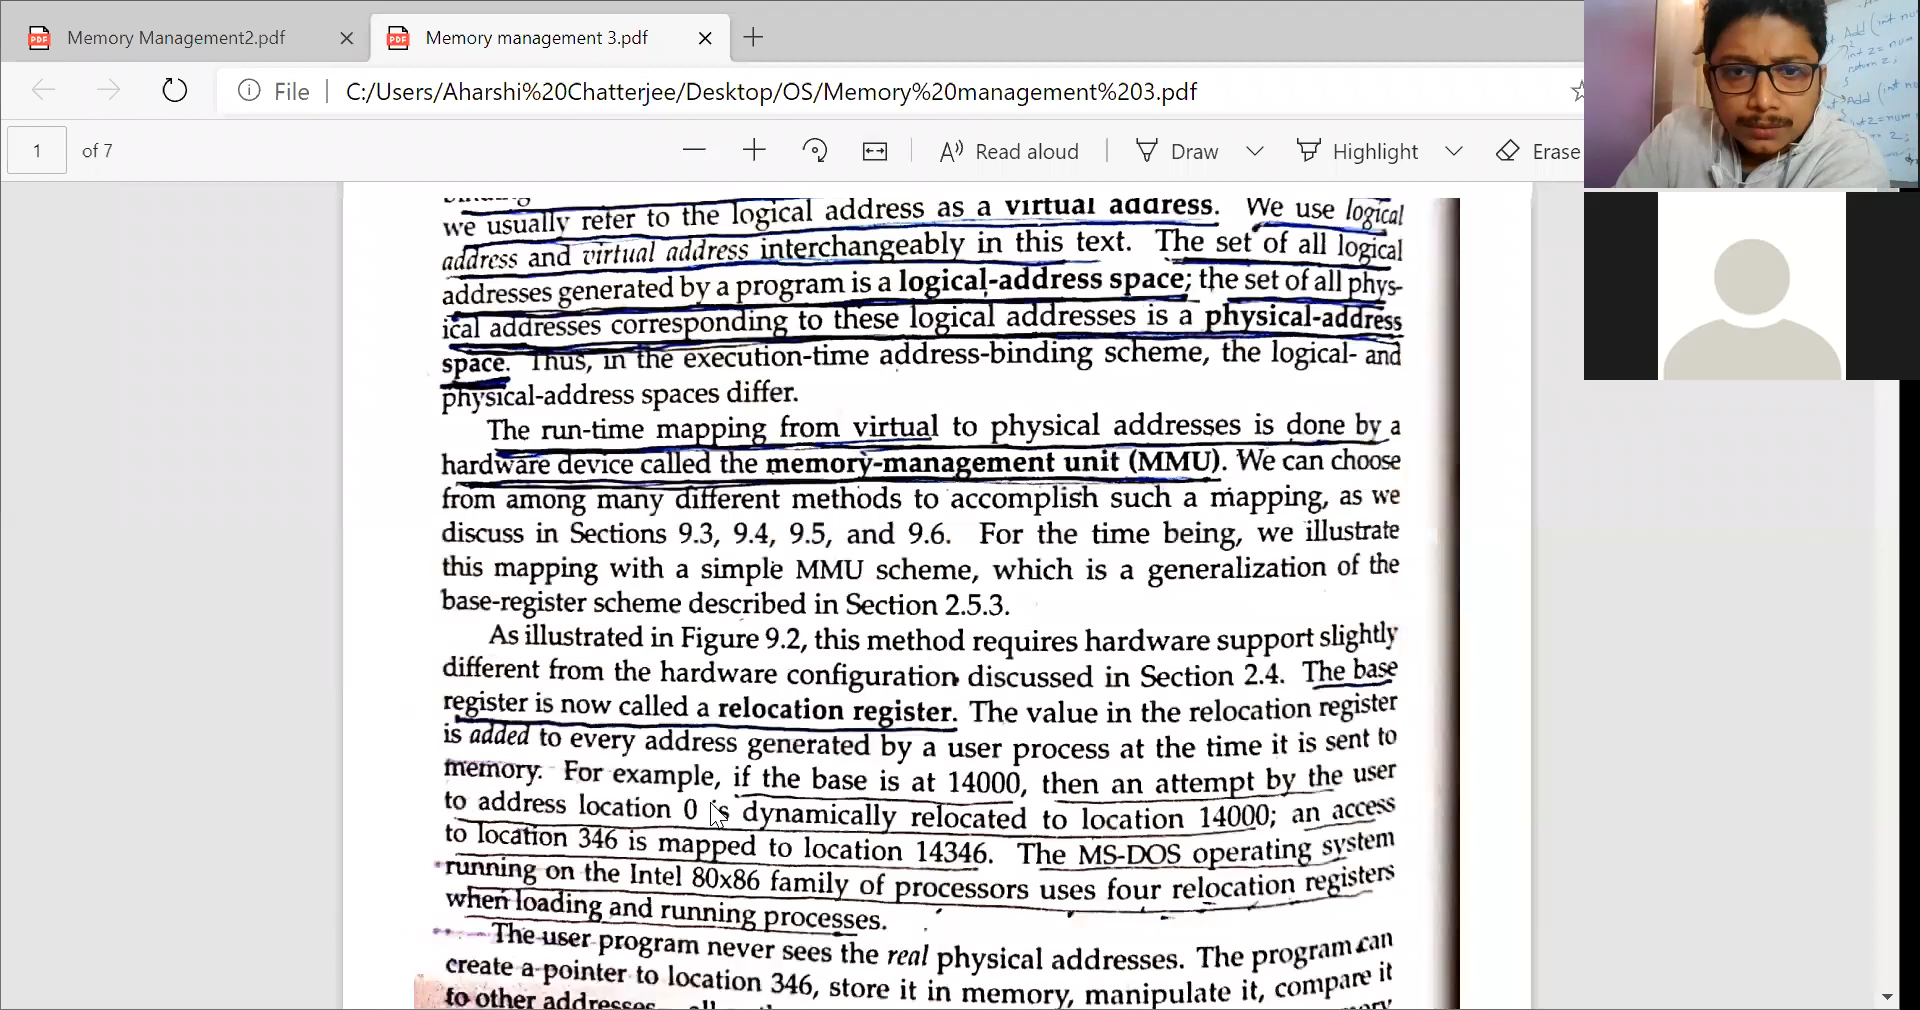 Memory Management2.pdf
Memory management 3.pdf
File
C:/Users/Aharshi%20Chatterjee/Desktop/OS/Memory%20management%203.pdf
1
of 7
Read aloud
Draw
Highlight
Erase
we usually refer to the logical address as a virtual address. We use logical
address and virtual address interchangeably in this text. The set of all logical
addresses generated by a program is a logical-address space; the set of all phys-
ical addresses corresponding to these logical addresses is a physical-address
space. Thus, in the execution-time address-binding scheme, the logical- and
physical-address spaces differ.
The run-time mapping from virtual to physical addresses is done by a
hardware device called the memory-management unit (MMU). We can choose
from among many different methods to accomplish such a mapping, as we
discuss in Sections 9.3, 9.4, 9.5, and 9.6. For the time being, we illustrate
this mapping with a simple MMU scheme, which is a generalization of the
base-register scheme described in Section 2.5.3.
As illustrated in Figure 9.2, this method requires hardware support slightly
different from the hardware configuration discussed in Section 2.4. The base
register is now called a relocation register. The value in the relocation register
is added to every address generated by a user process at the time it is sent to
memory. For example, if the base is at 14000, then an attempt by the user
to address location 0 is dynamically relocated to location 14000; an access
to location 346 is mapped to location 14346. The MS-DOS operating system
running on the Intel 80x86 family of processors uses four relocation registers
when loading and running processes.
The user program never sees the real physical addresses. The program can
create a pointer to location 346, store it in memory, manipulate it, compare it
to other addresses
Add (int
return 2;
Add (int